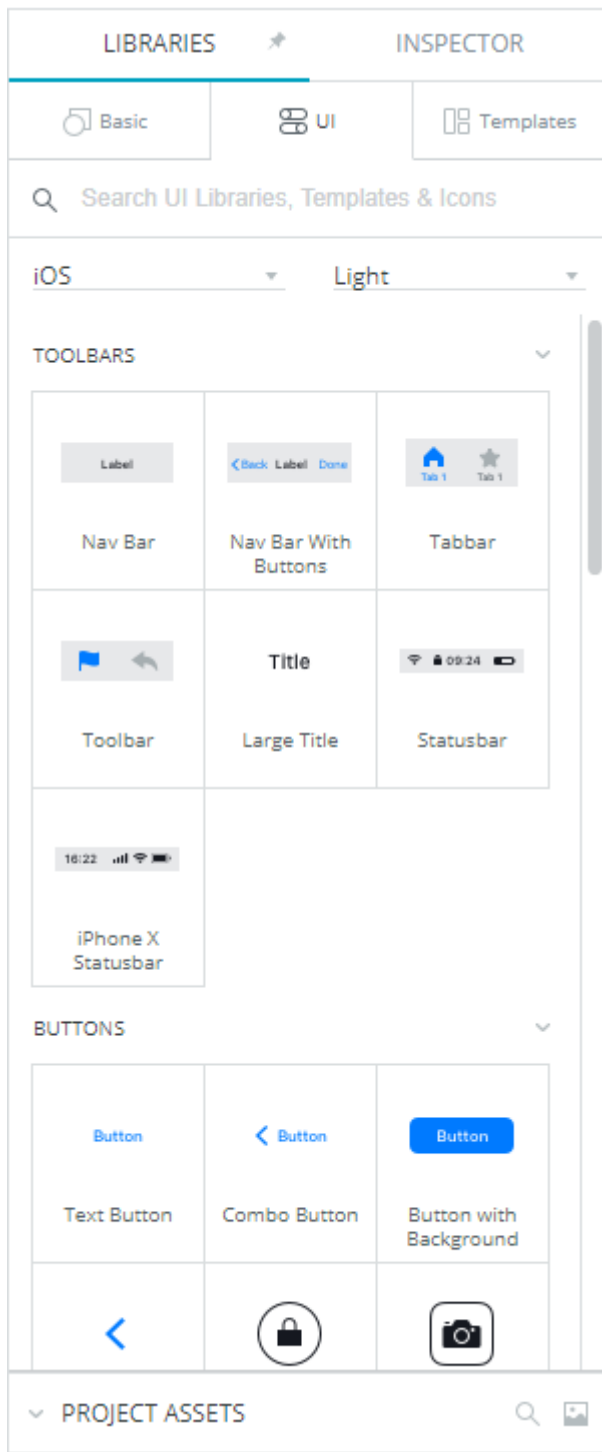 LIBRARIES INSPECTOR
Basic UI Templates
Search UI Libraries, Templates & Icons
iOS Light
TOOLBARS
Label Back Label Done Tab 1 Tab 1
Nav Bar Nav Bar With Tabbar
Buttons
Title 09:24
Toolbar Large Title Statusbar
16:22
iPhone X
Statusbar
BUTTONS
Button Button Button
Text Button Combo Button Button with
Background
PROJECT ASSETS